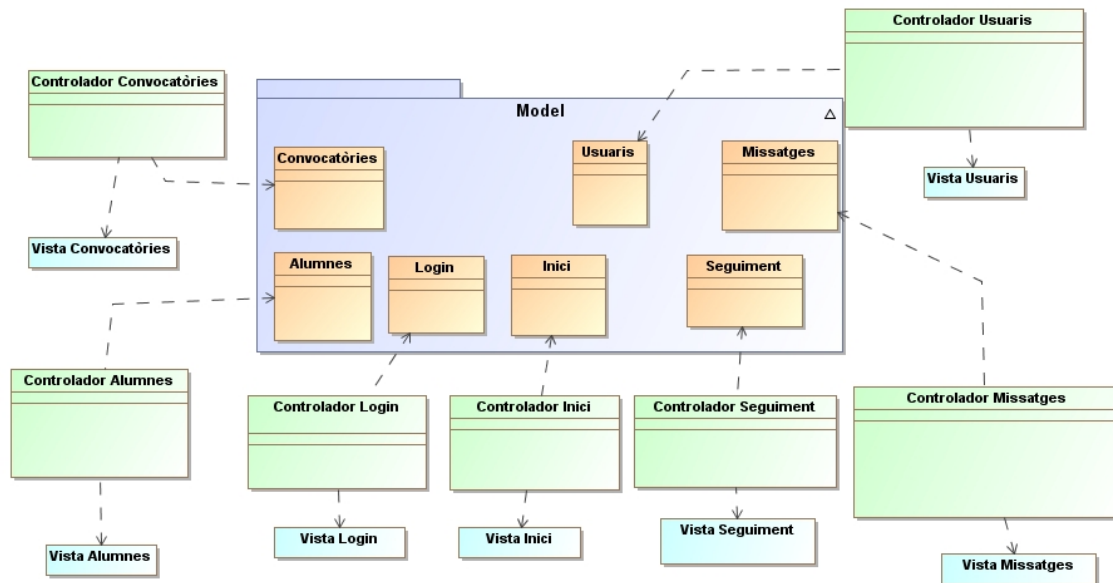 Controlador Usuaris
Controlador Convocatòries
Model
Convocatòries
Usuaris
Missatges
Vista Usuaris
Vista Convocatòries
Alumnes
Login
Inici
Seguiment
Controlador Alumnes
Controlador Login
Controlador Inici
Controlador Seguiment
Controlador Missatges
Vista Alumnes
Vista Login
Vista Inici
Vista Seguiment
Vista Missatges